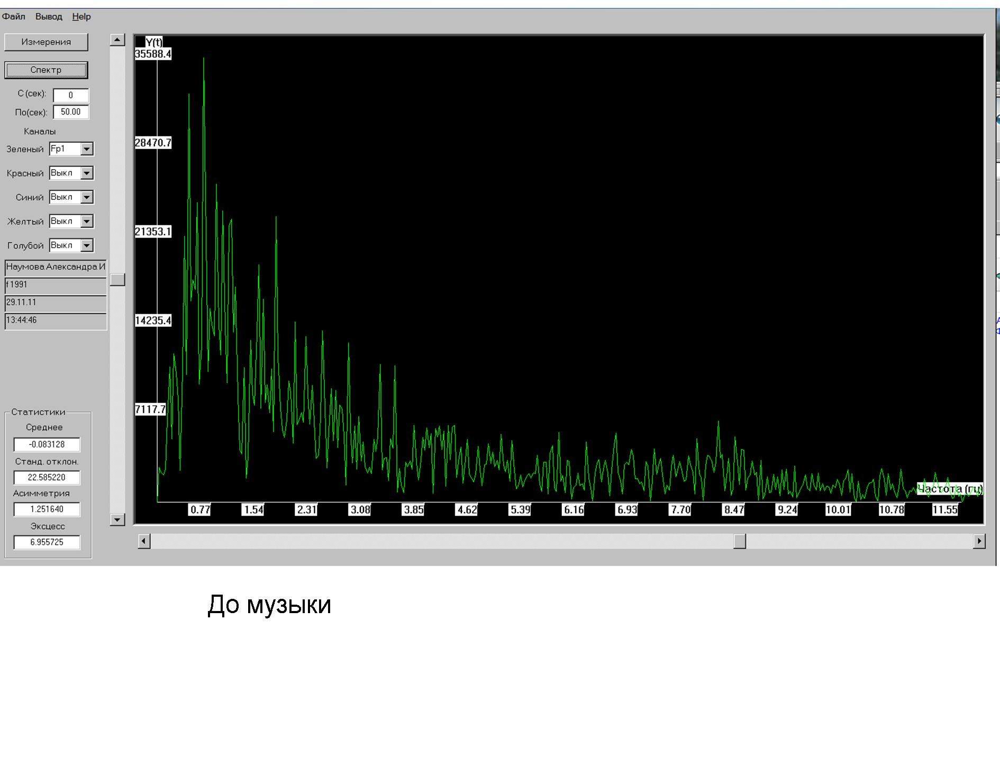 Файл Вывод Help
Измерения
Спектр
С (сек): 0
По(сек): 50.00
Каналы
Зеленый Fp1
Красный Выкл
Синий Выкл
Желтый Выкл
Голубой Выкл
Наумова Александра И
f 1991
29.11.11
13:44:46
Статистики
Среднее
-0.083128
Станд. отклон.
22.585220
Асимметрия
1.251640
Эксцесс
6.955725
Y(t)
35588.4
28470.7
21353.1
14235.4
7117.7
Частота (гц)
0.77 1.54 2.31 3.08 3.85 4.62 5.39 6.16 6.93 7.70 8.47 9.24 10.01 10.78 11.55
До музыки